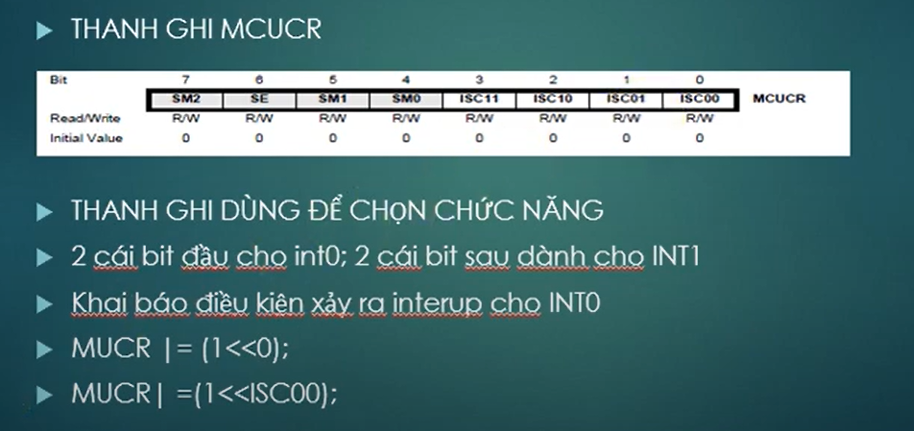 THANH GHI MCUCR
Bit 7 6 5 4 3 2 1 0
SM2 SE SM1 SM0 ISC11 ISC10 ISC01 ISC00 MCUCR
Read/Write R/W R/W R/W R/W R/W R/W R/W R/W
Initial Value 0 0 0 0 0 0 0 0
THANH GHI DÙNG ĐỂ CHỌN CHỨC NĂNG
2 cái bit đầu cho int0; 2 cái bit sau dành cho INT1
Khai báo điều kiện xảy ra interup cho INT0
MUCR |= (1<<0);
MUCR| =(1<<ISC00);